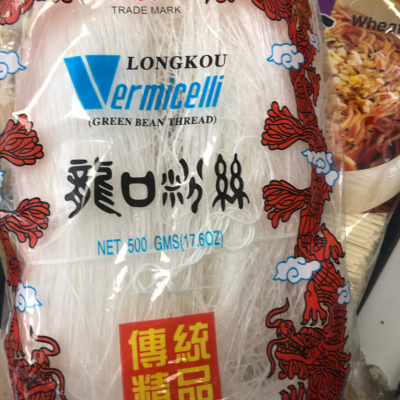 TRADE MARK
LONGKOU
Vermicelli
(GREEN BEAN THREAD)
龍口粉絲
NET 500 GMS(17.6OZ)
傳統
精品
Wheat